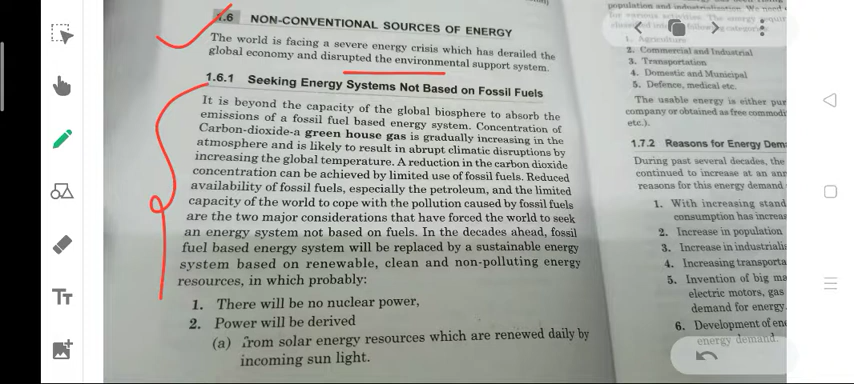 1.6 NON-CONVENTIONAL SOURCES OF ENERGY
The world is facing a severe energy crisis which has derailed the
global economy and disrupted the environmental support system.
1.6.1 Seeking Energy Systems Not Based on Fossil Fuels
It is beyond the capacity of the global biosphere to absorb the
emissions of a fossil fuel based energy system. Concentration of
Carbon-dioxide-a green house gas is gradually increasing in the
atmosphere and is likely to result in abrupt climatic disruptions by
increasing the global temperature. A reduction in the carbon dioxide
concentration can be achieved by limited use of fossil fuels. Reduced
availability of fossil fuels, especially the petroleum, and the limited
capacity of the world to cope with the pollution caused by fossil fuels
are the two major considerations that have forced the world to seek
an energy system not based on fuels. In the decades ahead, fossil
fuel based energy system will be replaced by a sustainable energy
system based on renewable, clean and non-polluting energy
resources, in which probably:
1. There will be no nuclear power,
2. Power will be derived
(a) from solar energy resources which are renewed daily by
incoming sun light.
population and industrialization. We need
for various activities. The energy
following
1. Agriculture
2. Commercial and Industrial
3. Transportation
4. Domestic and Municipal
5. Defence, medical etc.
The usable energy is either pur
company or obtained as free commodi
etc.).
1.7.2 Reasons for Energy Dem
During past several decades, the
continued to increase at an ann
reasons for this energy demand
1. With increasing stand
consumption has increas
2. Increase in population
3. Increase in industriali
4. Increasing transporta
5. Invention of big ma
electric motors, gas
demand for energy.
6. Development of ene
energy demand.
Tt